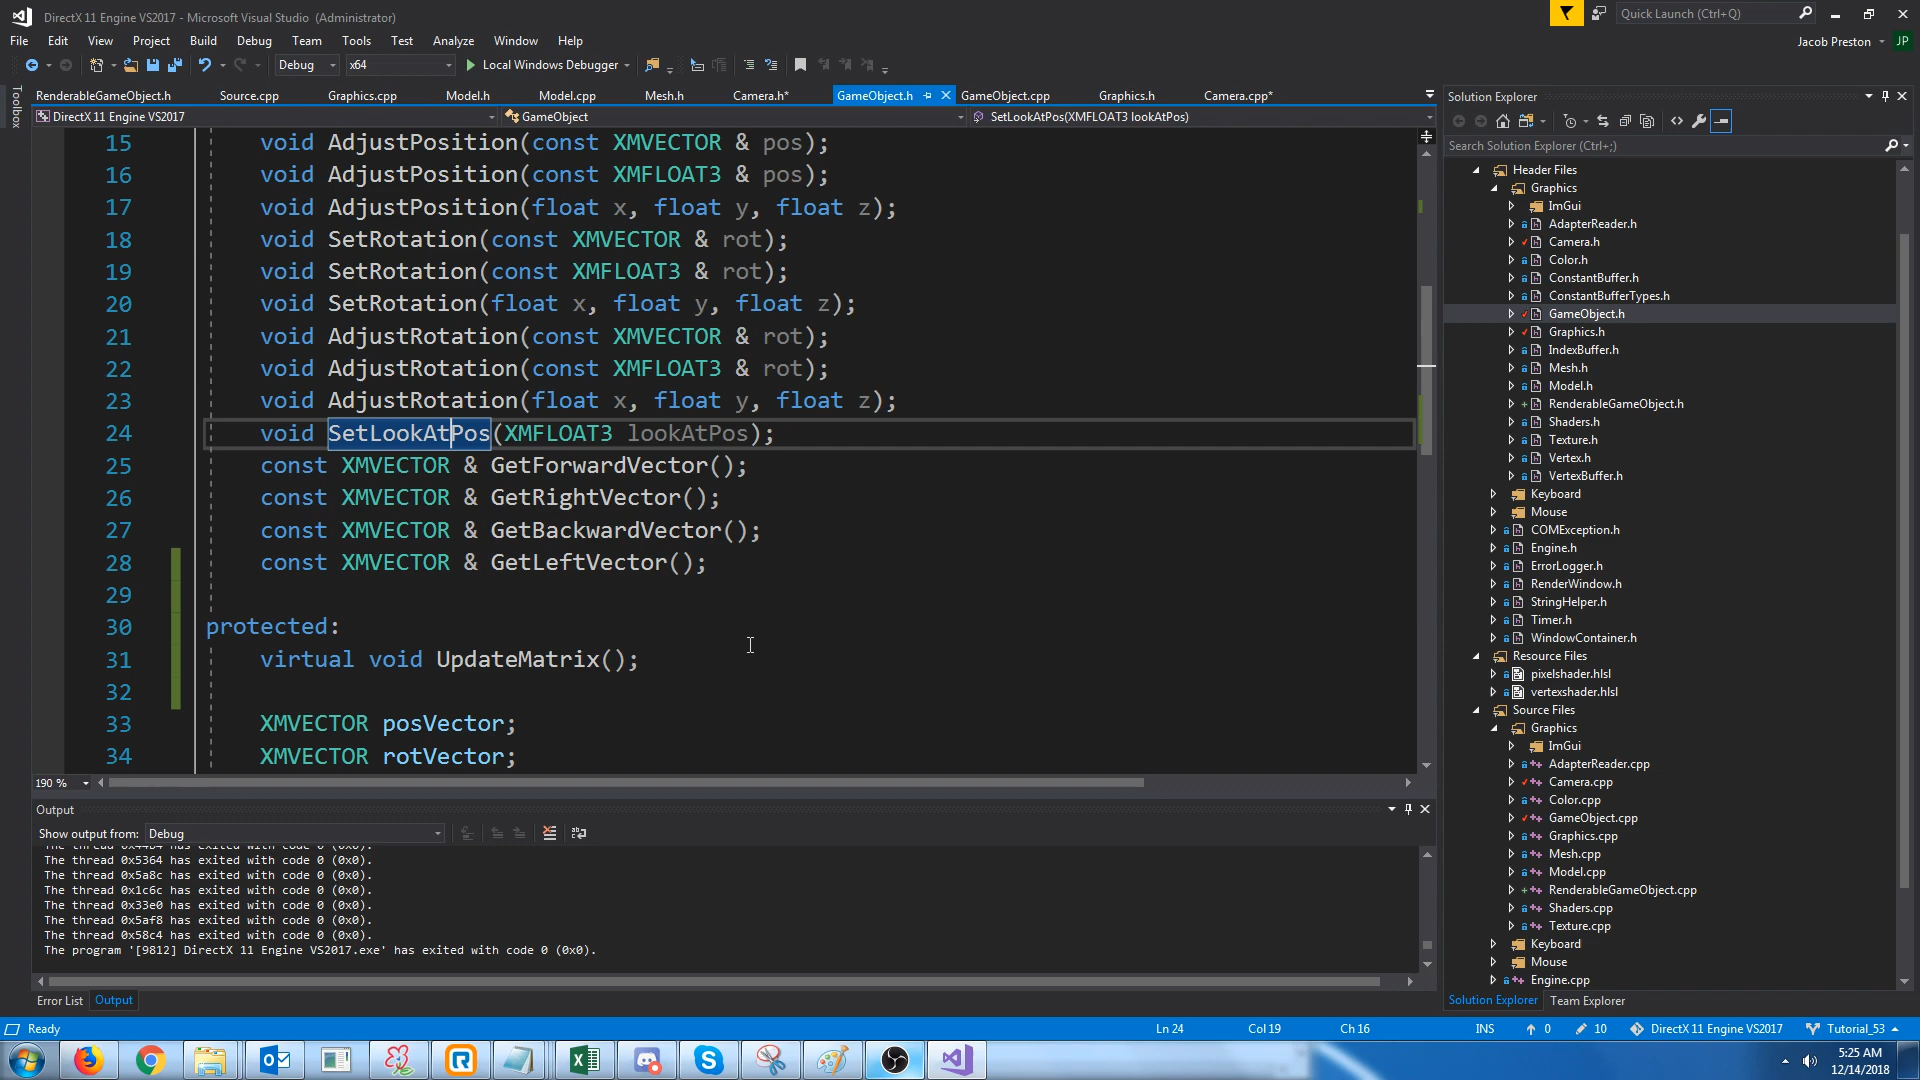 DirectX 11 Engine VS2017 - Microsoft Visual Studio (Administrator)
Quick Launch (Ctrl+Q)
File Edit View Project Build Debug Team Tools Test Analyze Window Help
Jacob Preston JP
Debug x64 Local Windows Debugger
Toolbox
RenderableGameObject.h Source.cpp Graphics.cpp Model.h Model.cpp Mesh.h Camera.h* GameObject.h GameObject.cpp Graphics.h Camera.cpp*
DirectX 11 Engine VS2017 GameObject SetLookAtPos(XMFLOAT3 lookAtPos)
15 void AdjustPosition(const XMVECTOR & pos);
16 void AdjustPosition(const XMFLOAT3 & pos);
17 void AdjustPosition(float x, float y, float z);
18 void SetRotation(const XMVECTOR & rot);
19 void SetRotation(const XMFLOAT3 & rot);
20 void SetRotation(float x, float y, float z);
21 void AdjustRotation(const XMVECTOR & rot);
22 void AdjustRotation(const XMFLOAT3 & rot);
23 void AdjustRotation(float x, float y, float z);
24 void SetLookAtPos(XMFLOAT3 lookAtPos);
25 const XMVECTOR & GetForwardVector();
26 const XMVECTOR & GetRightVector();
27 const XMVECTOR & GetBackwardVector();
28 const XMVECTOR & GetLeftVector();
29
30 protected:
31 virtual void UpdateMatrix();
32
33 XMVECTOR posVector;
34 XMVECTOR rotVector;
190 %
Output
Show output from: Debug
The thread 0x44b4 has exited with code 0 (0x0).
The thread 0x5364 has exited with code 0 (0x0).
The thread 0x5a8c has exited with code 0 (0x0).
The thread 0x1c6c has exited with code 0 (0x0).
The thread 0x33e0 has exited with code 0 (0x0).
The thread 0x5af8 has exited with code 0 (0x0).
The thread 0x58c4 has exited with code 0 (0x0).
The program '[9812] DirectX 11 Engine VS2017.exe' has exited with code 0 (0x0).
Error List Output
Solution Explorer
Search Solution Explorer (Ctrl+;)
Header Files
Graphics
ImGui
AdapterReader.h
Camera.h
Color.h
ConstantBuffer.h
ConstantBufferTypes.h
GameObject.h
Graphics.h
IndexBuffer.h
Mesh.h
Model.h
RenderableGameObject.h
Shaders.h
Texture.h
Vertex.h
VertexBuffer.h
Keyboard
Mouse
COMException.h
Engine.h
ErrorLogger.h
RenderWindow.h
StringHelper.h
Timer.h
WindowContainer.h
Resource Files
pixelshader.hlsl
vertexshader.hlsl
Source Files
Graphics
ImGui
AdapterReader.cpp
Camera.cpp
Color.cpp
GameObject.cpp
Graphics.cpp
Mesh.cpp
Model.cpp
RenderableGameObject.cpp
Shaders.cpp
Texture.cpp
Keyboard
Mouse
Engine.cpp
Solution Explorer Team Explorer
Ready Ln 24 Col 19 Ch 16 INS 0 10 DirectX 11 Engine VS2017 Tutorial_53
5:25 AM
12/14/2018